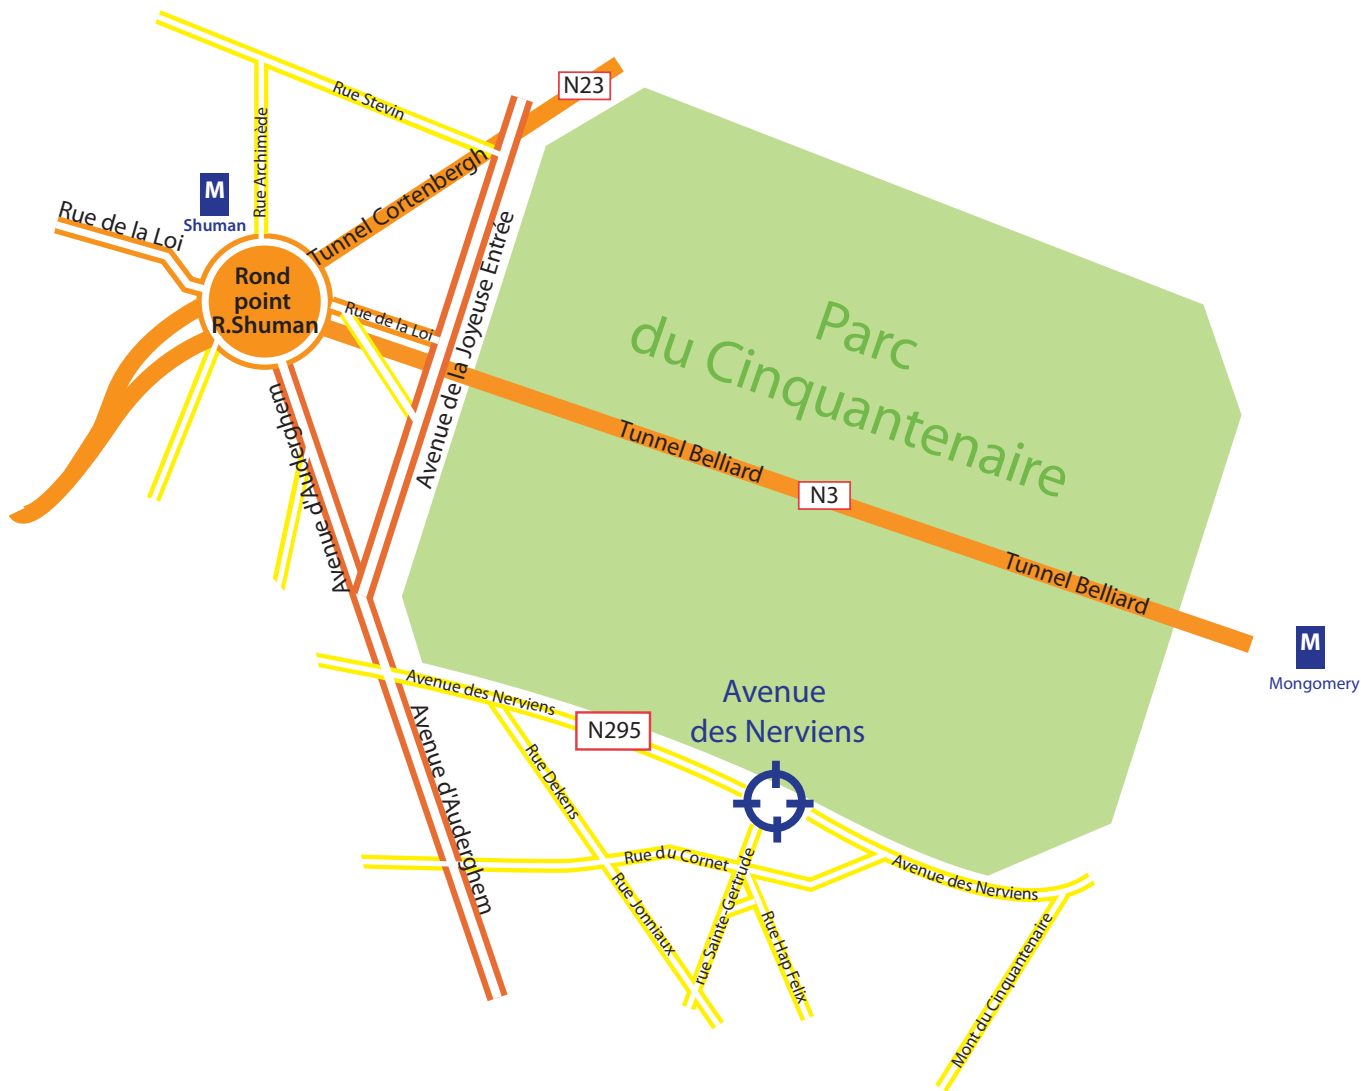 N23
Rue Stevin
Rue Archimède
Tunnel Cortenbergh
M
Shuman
Rue de la Loi
Rond
point
R.Shuman
Rue de la Loi
Avenue de la Joyeuse Entrée
Parc
du Cinquantenaire
Tunnel Belliard
N3
Tunnel Belliard
Avenue d'Auderghem
M
Mongomery
Avenue des Nerviens
N295
Avenue
des Nerviens
Avenue d'Auderghem
Rue Dekens
Rue du Cornet
Avenue des Nerviens
Rue Jonniaux
rue Sainte-Gertrude
Rue Hap Felix
Mont du Cinquantenaire